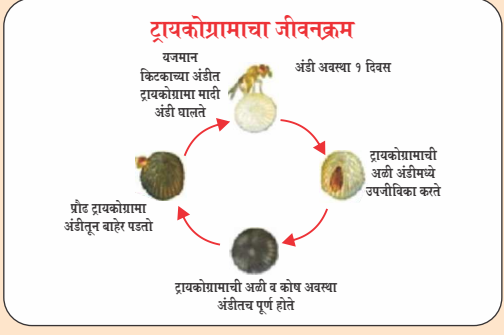 ट्रायकोग्रामाचा जीवनक्रम
यजमान
किटकाच्या अंडीत
ट्रायकोग्रामा मादी
अंडी घालते
अंडी अवस्था १ दिवस
ट्रायकोग्रामाची
अळी अंडीमध्ये
उपजीविका करते
ट्रायकोग्रामाची अळी व कोष अवस्था
अंडीतच पूर्ण होते
प्रौढ ट्रायकोग्रामा
अंडीतून बाहेर पडतो